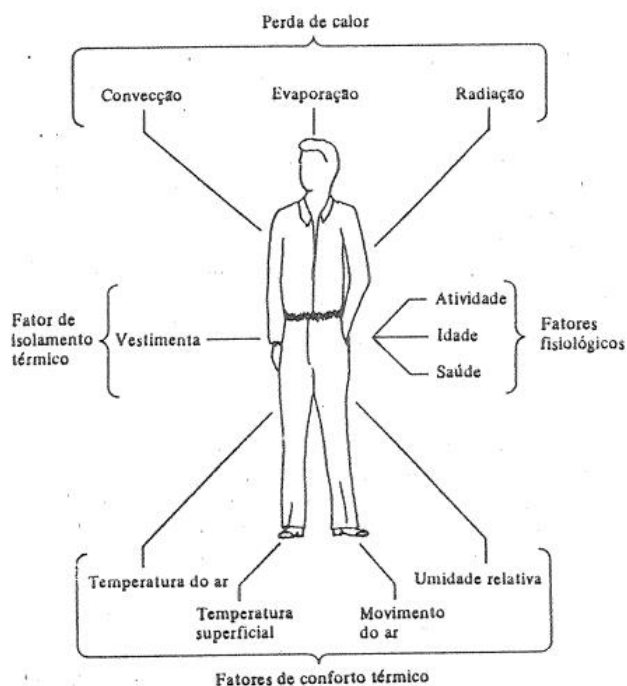 Perda de calor
Convecção
Evaporação
Radiação
Fator de
isolamento
térmico
Vestimenta
Atividade
Idade
Saúde
Fatores
fisiológicos
Temperatura do ar
Temperatura
superficial
Movimento
do ar
Umidade relativa
Fatores de conforto térmico